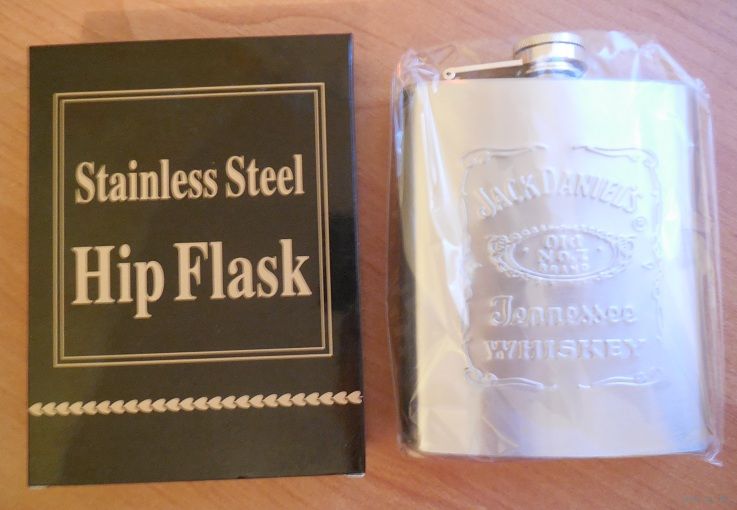 Stainless Steel
Hip Flask
JACK DANIEL'S
Old
No.7
BRAND
Tennessee
WHISKEY